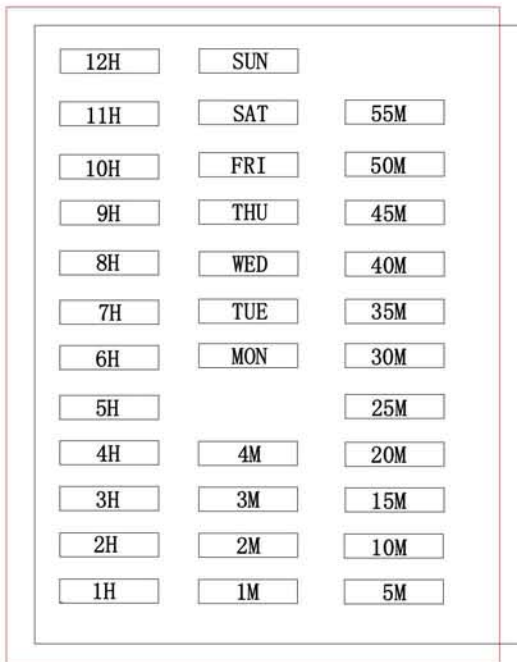 12H SUN
11H SAT 55M
10H FRI 50M
9H THU 45M
8H WED 40M
7H TUE 35M
6H MON 30M
5H 25M
4H 4M 20M
3H 3M 15M
2H 2M 10M
1H 1M 5M